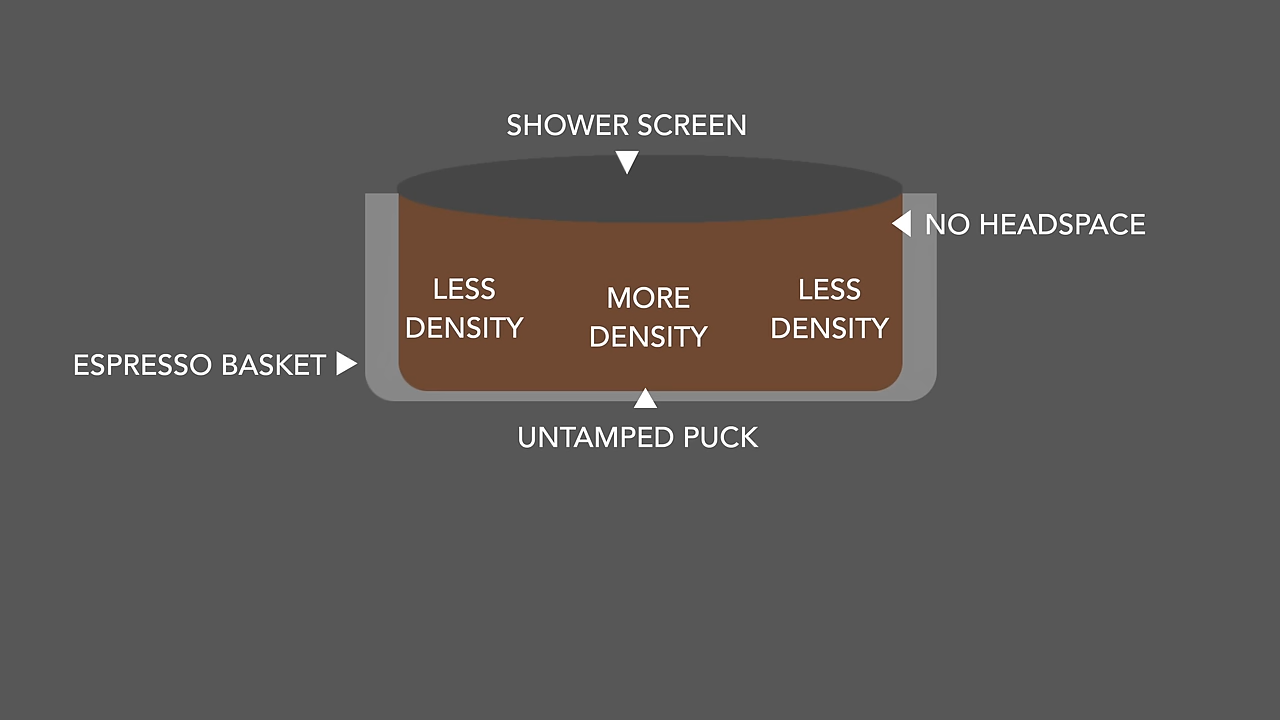 SHOWER SCREEN
NO HEADSPACE
LESS
DENSITY
MORE
DENSITY
LESS
DENSITY
ESPRESSO BASKET
UNTAMPED PUCK